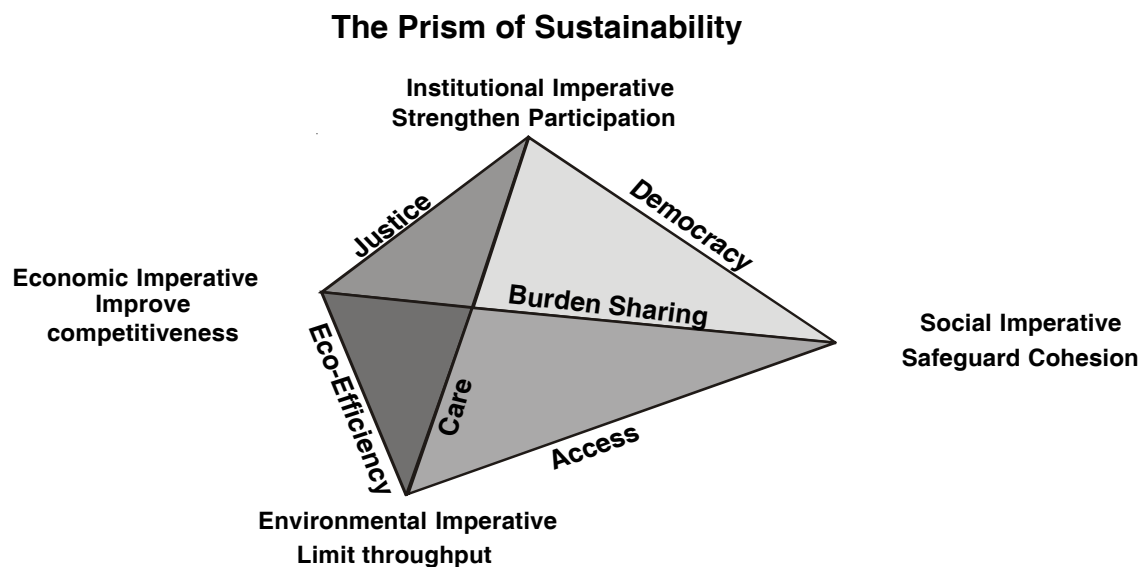 The Prism of Sustainability
Institutional Imperative
Strengthen Participation
Justice
Democracy
Economic Imperative
Improve
competitiveness
Burden Sharing
Social Imperative
Safeguard Cohesion
Eco-Efficiency
Care
Access
Environmental Imperative
Limit throughput